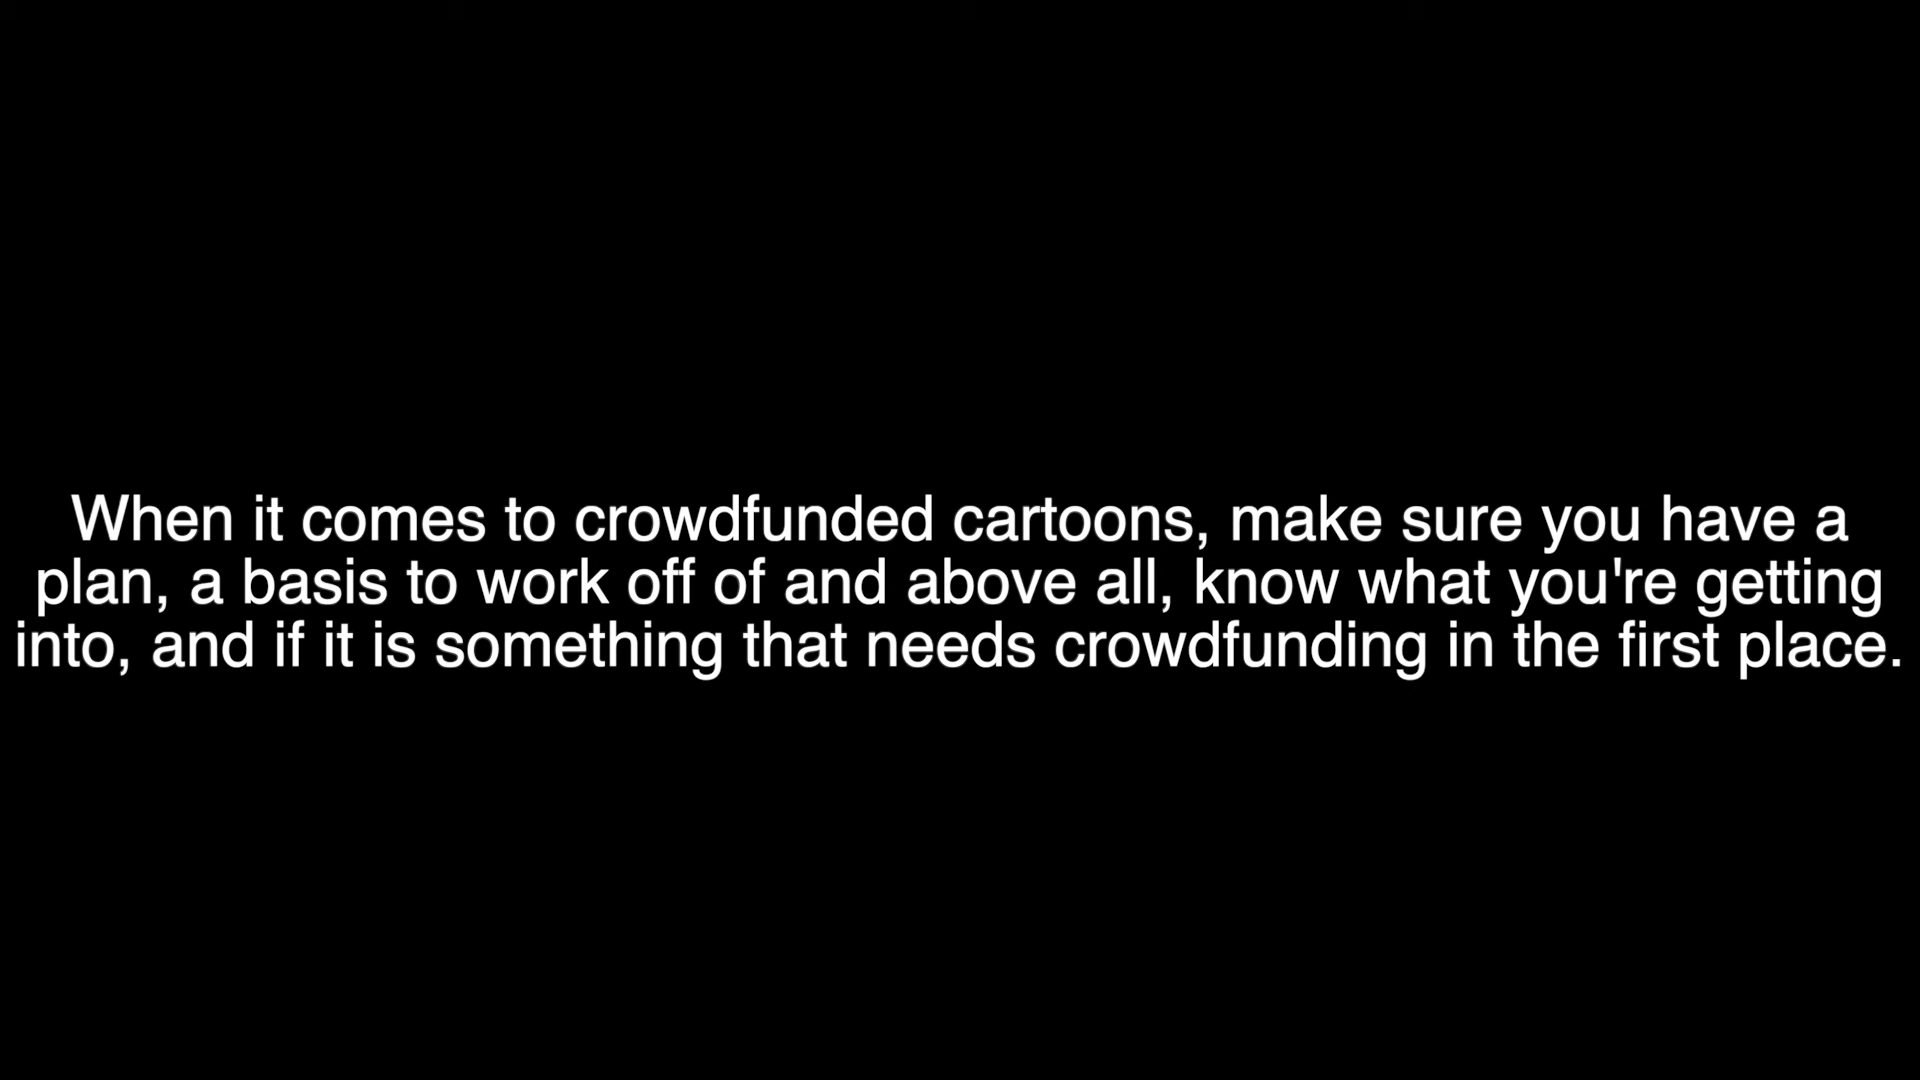 When it comes to crowdfunded cartoons, make sure you have a
plan, a basis to work off of and above all, know what you're getting
into, and if it is something that needs crowdfunding in the first place.